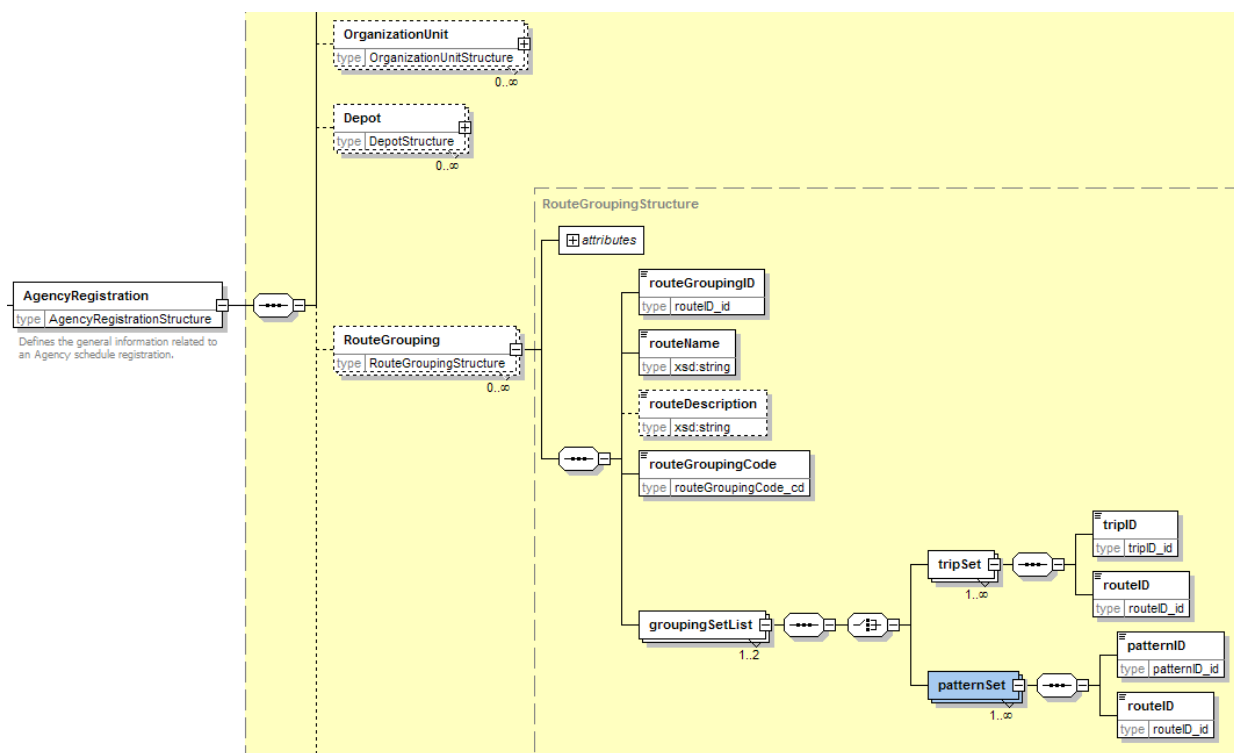 OrganizationUnit
type OrganizationUnitStructure
0..∞
Depot
type DepotStructure
0..∞
RouteGroupingStructure
attributes
routeGroupingID
type routeID_id
AgencyRegistration
type AgencyRegistrationStructure
Defines the general information related to
an Agency schedule registration.
RouteGrouping
type RouteGroupingStructure
0..∞
routeName
type xsd:string
routeDescription
type xsd:string
routeGroupingCode
type routeGroupingCode_cd
groupingSetList
1..2
tripSet
1..∞
tripID
type tripID_id
routeID
type routeID_id
patternSet
1..∞
patternID
type patternID_id
routeID
type routeID_id